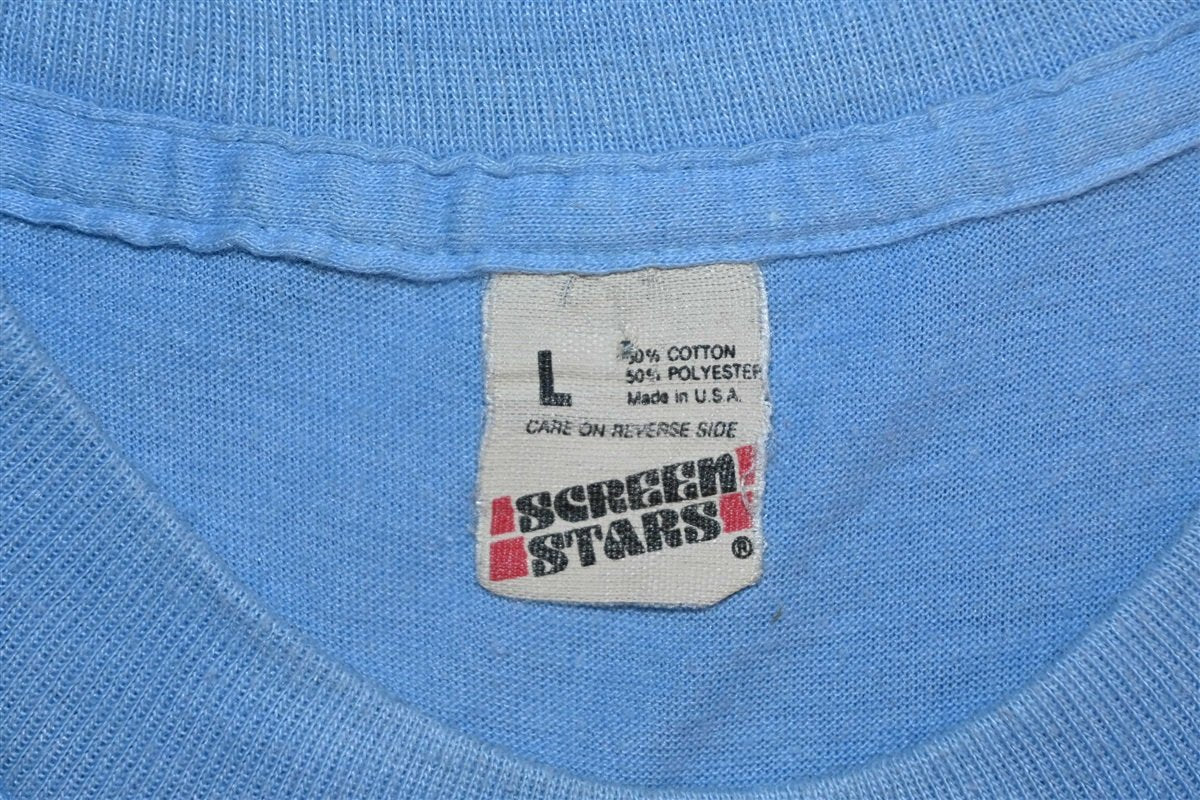 L
50% COTTON
50% POLYESTER
Made in U.S.A.
CARE ON REVERSE SIDE
SCREEN
STARS
®